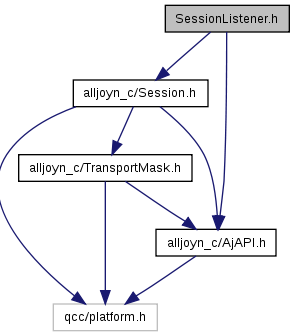 SessionListener.h
alljoyn_c/Session.h
alljoyn_c/TransportMask.h
alljoyn_c/AjAPI.h
qcc/platform.h